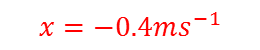 x = −0.4ms⁻¹